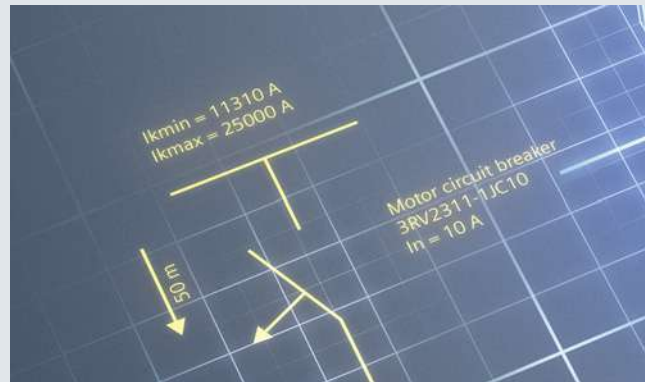 Ikmin = 11310 A
Ikmax = 25000 A
Motor circuit breaker
3RV2311-1JC10
In = 10 A
50 m